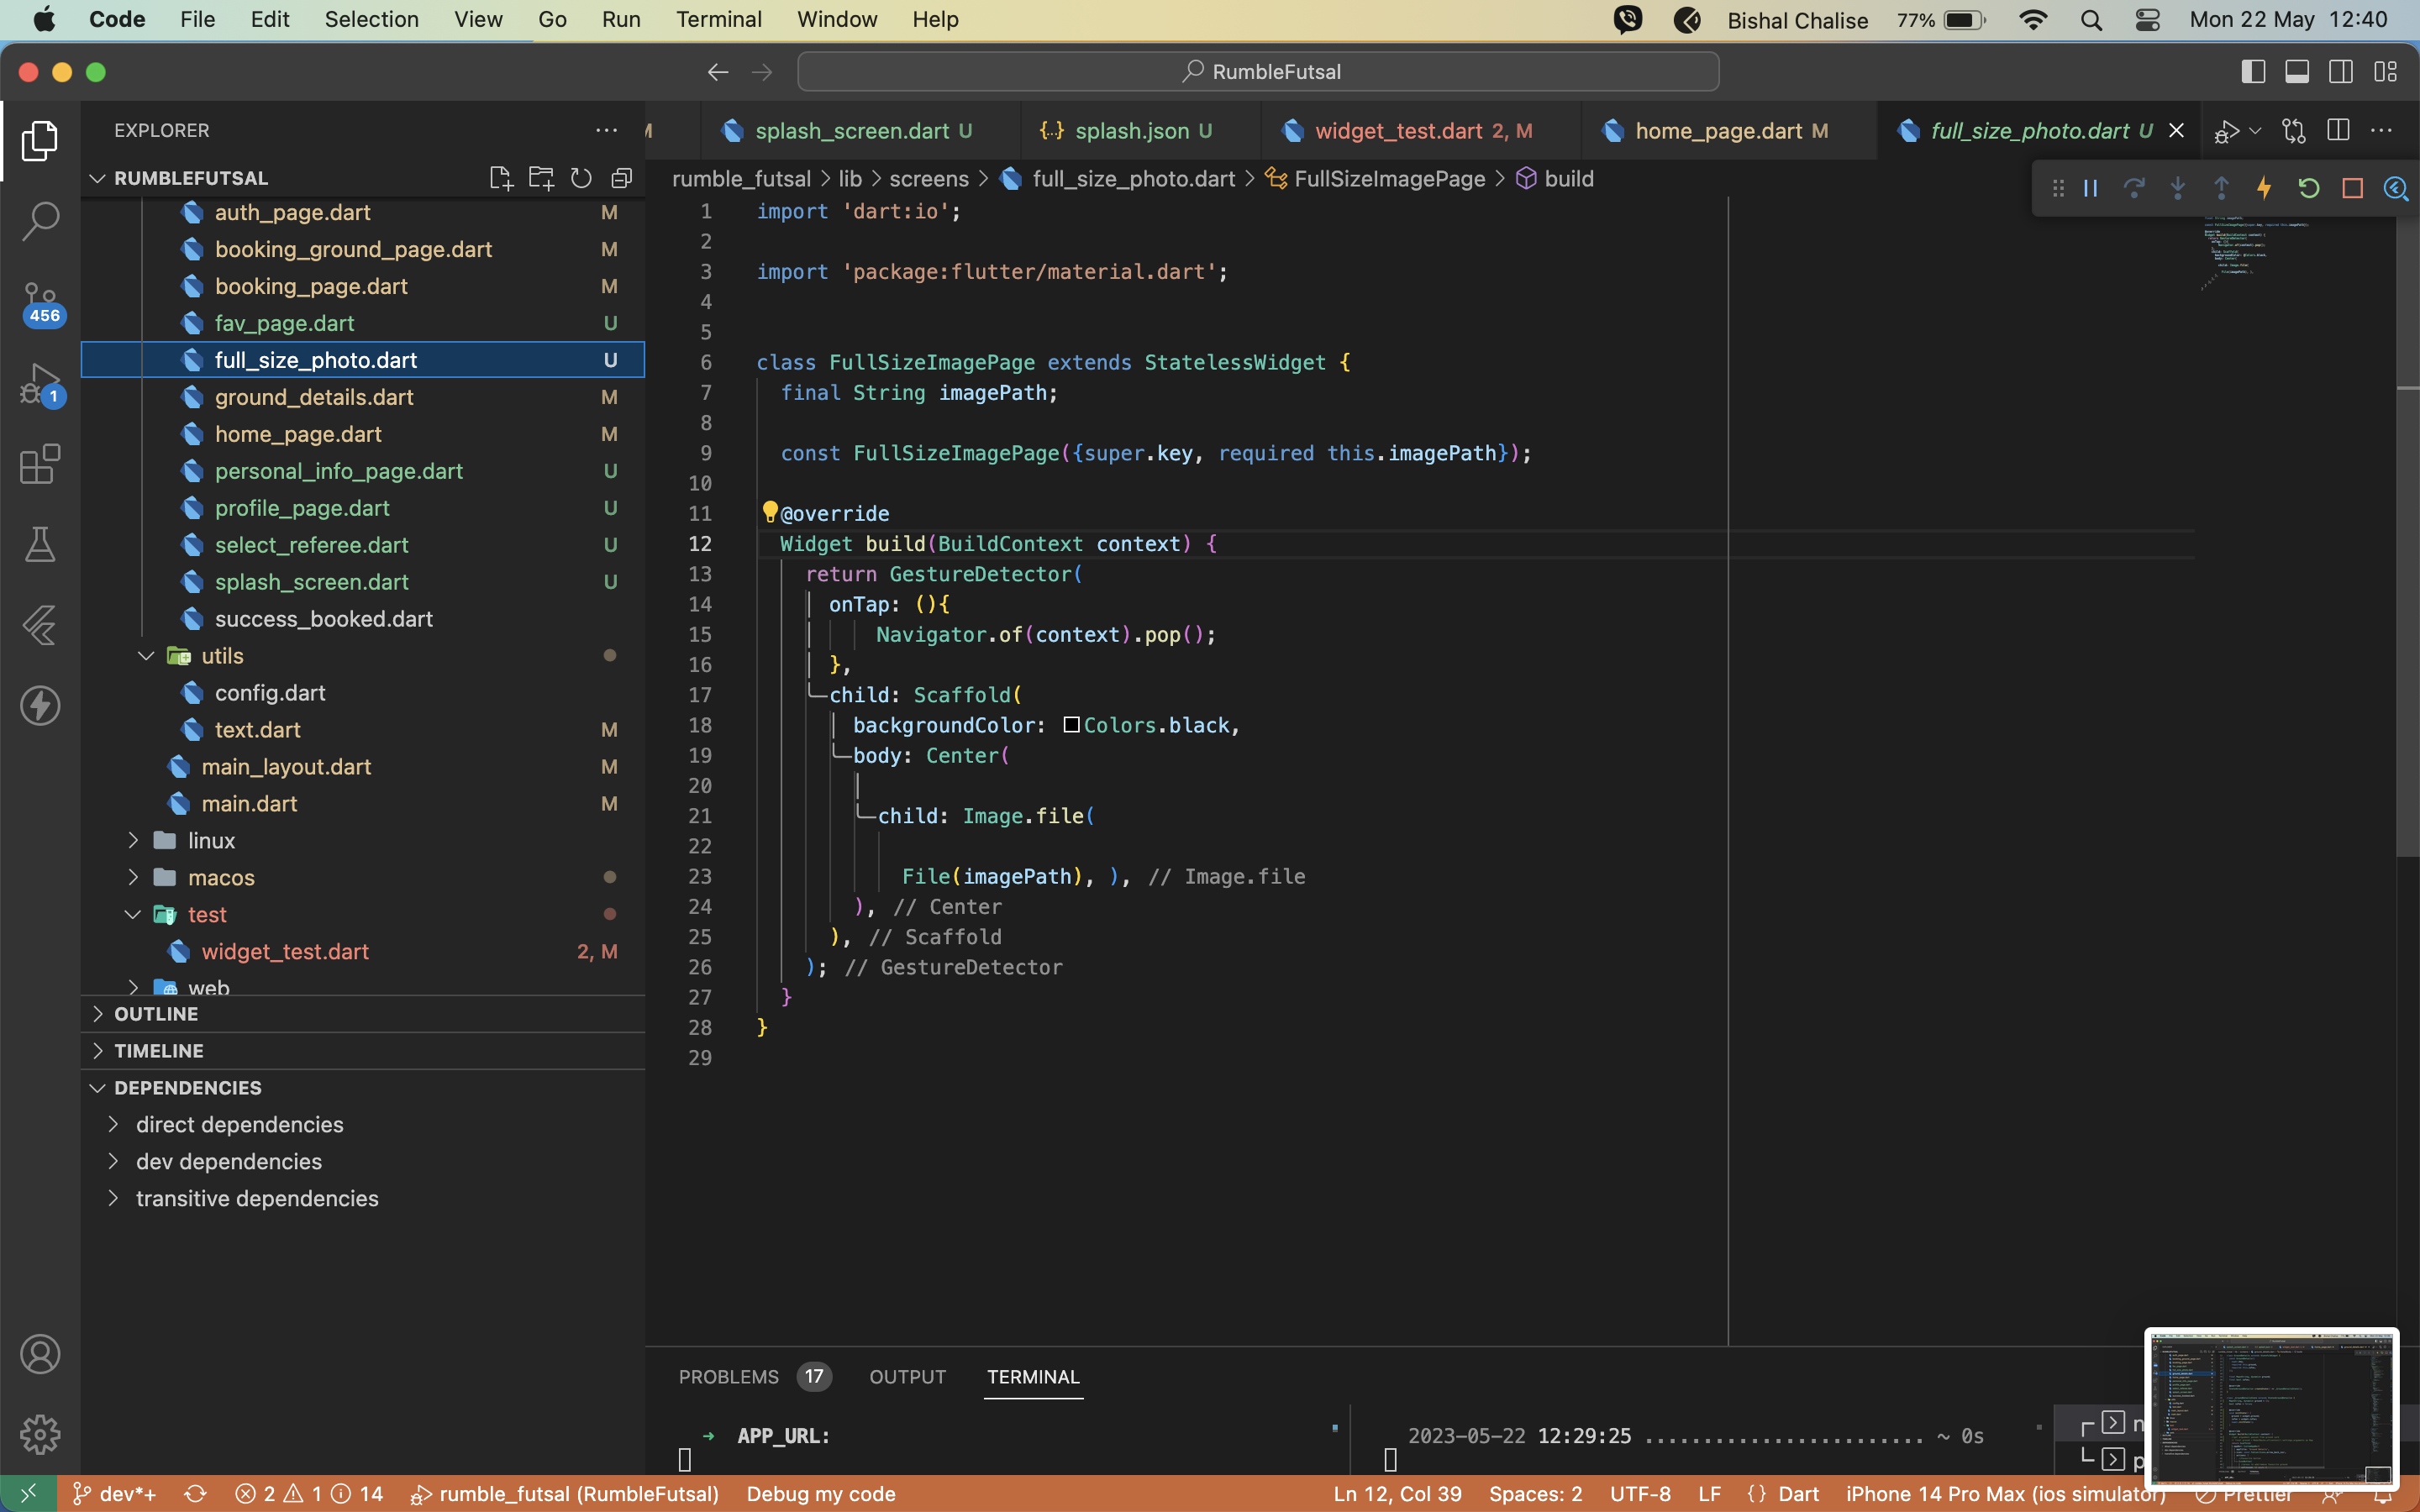 Code File Edit Selection View Go Run Terminal Window Help Bishal Chalise 77% Mon 22 May 12:40
RumbleFutsal
EXPLORER
M splash_screen.dart U splash.json U widget_test.dart 2, M home_page.dart M full_size_photo.dart U
RUMBLEFUTSAL
rumble_futsal lib screens full_size_photo.dart FullSizeImagePage build
auth_page.dart M
booking_ground_page.dart M
booking_page.dart M
fav_page.dart U
full_size_photo.dart U
ground_details.dart M
home_page.dart M
personal_info_page.dart U
profile_page.dart U
select_referee.dart U
splash_screen.dart U
success_booked.dart
utils
config.dart
text.dart M
main_layout.dart M
main.dart M
linux
macos
test
widget_test.dart 2, M
web
OUTLINE
TIMELINE
DEPENDENCIES
direct dependencies
dev dependencies
transitive dependencies
456
1
1 import 'dart:io';
2
3 import 'package:flutter/material.dart';
4
5
6 class FullSizeImagePage extends StatelessWidget {
7 final String imagePath;
8
9 const FullSizeImagePage({super.key, required this.imagePath});
10
11 @override
12 Widget build(BuildContext context) {
13 return GestureDetector(
14 onTap: (){
15 Navigator.of(context).pop();
16 },
17 child: Scaffold(
18 backgroundColor: Colors.black,
19 body: Center(
20
21 child: Image.file(
22
23 File(imagePath), ), // Image.file
24 ), // Center
25 ), // Scaffold
26 ); // GestureDetector
27 }
28 }
29
PROBLEMS 17 OUTPUT TERMINAL
➜ APP_URL:
2023-05-22 12:29:25 ........................ ~ 0s
n
p
dev*+ 2 1 14 rumble_futsal (RumbleFutsal) Debug my code Ln 12, Col 39 Spaces: 2 UTF-8 LF {} Dart iPhone 14 Pro Max (ios simulator) Prettier